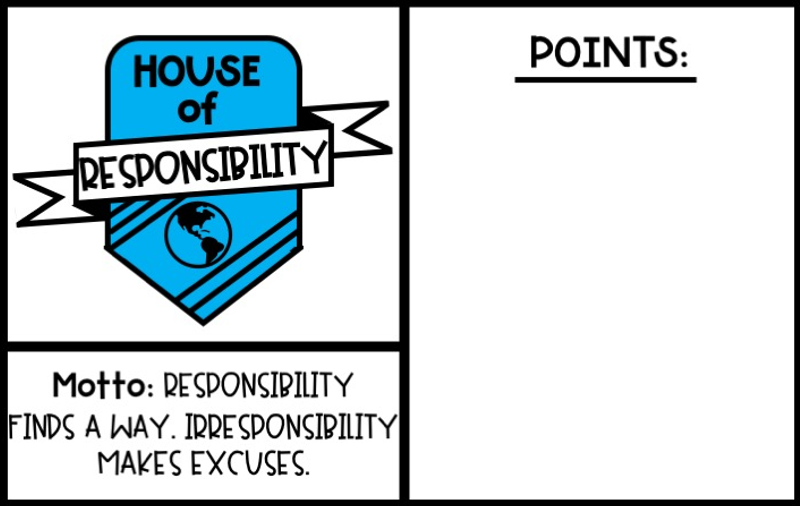 HOUSE
of
RESPONSIBILITY
Motto: RESPONSIBILITY
FINDS A WAY. IRRESPONSIBILITY
MAKES EXCUSES.
POINTS: